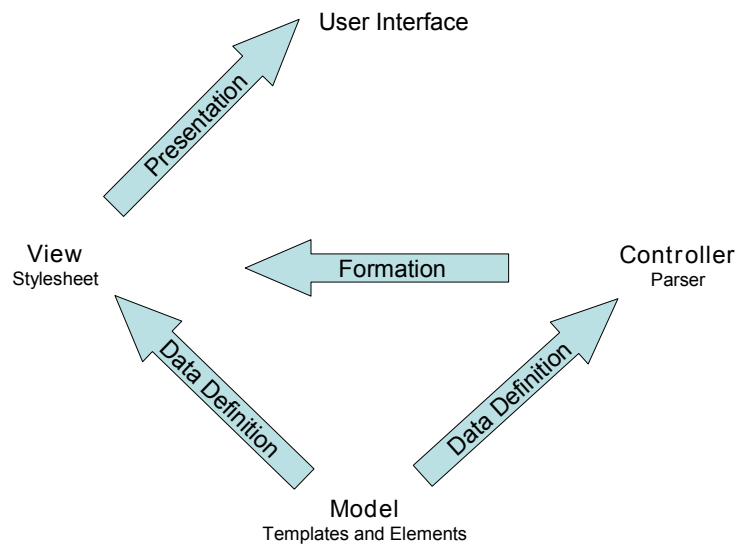 User Interface
Presentation
View
Stylesheet
Formation
Controller
Parser
Data Definition
Data Definition
Model
Templates and Elements